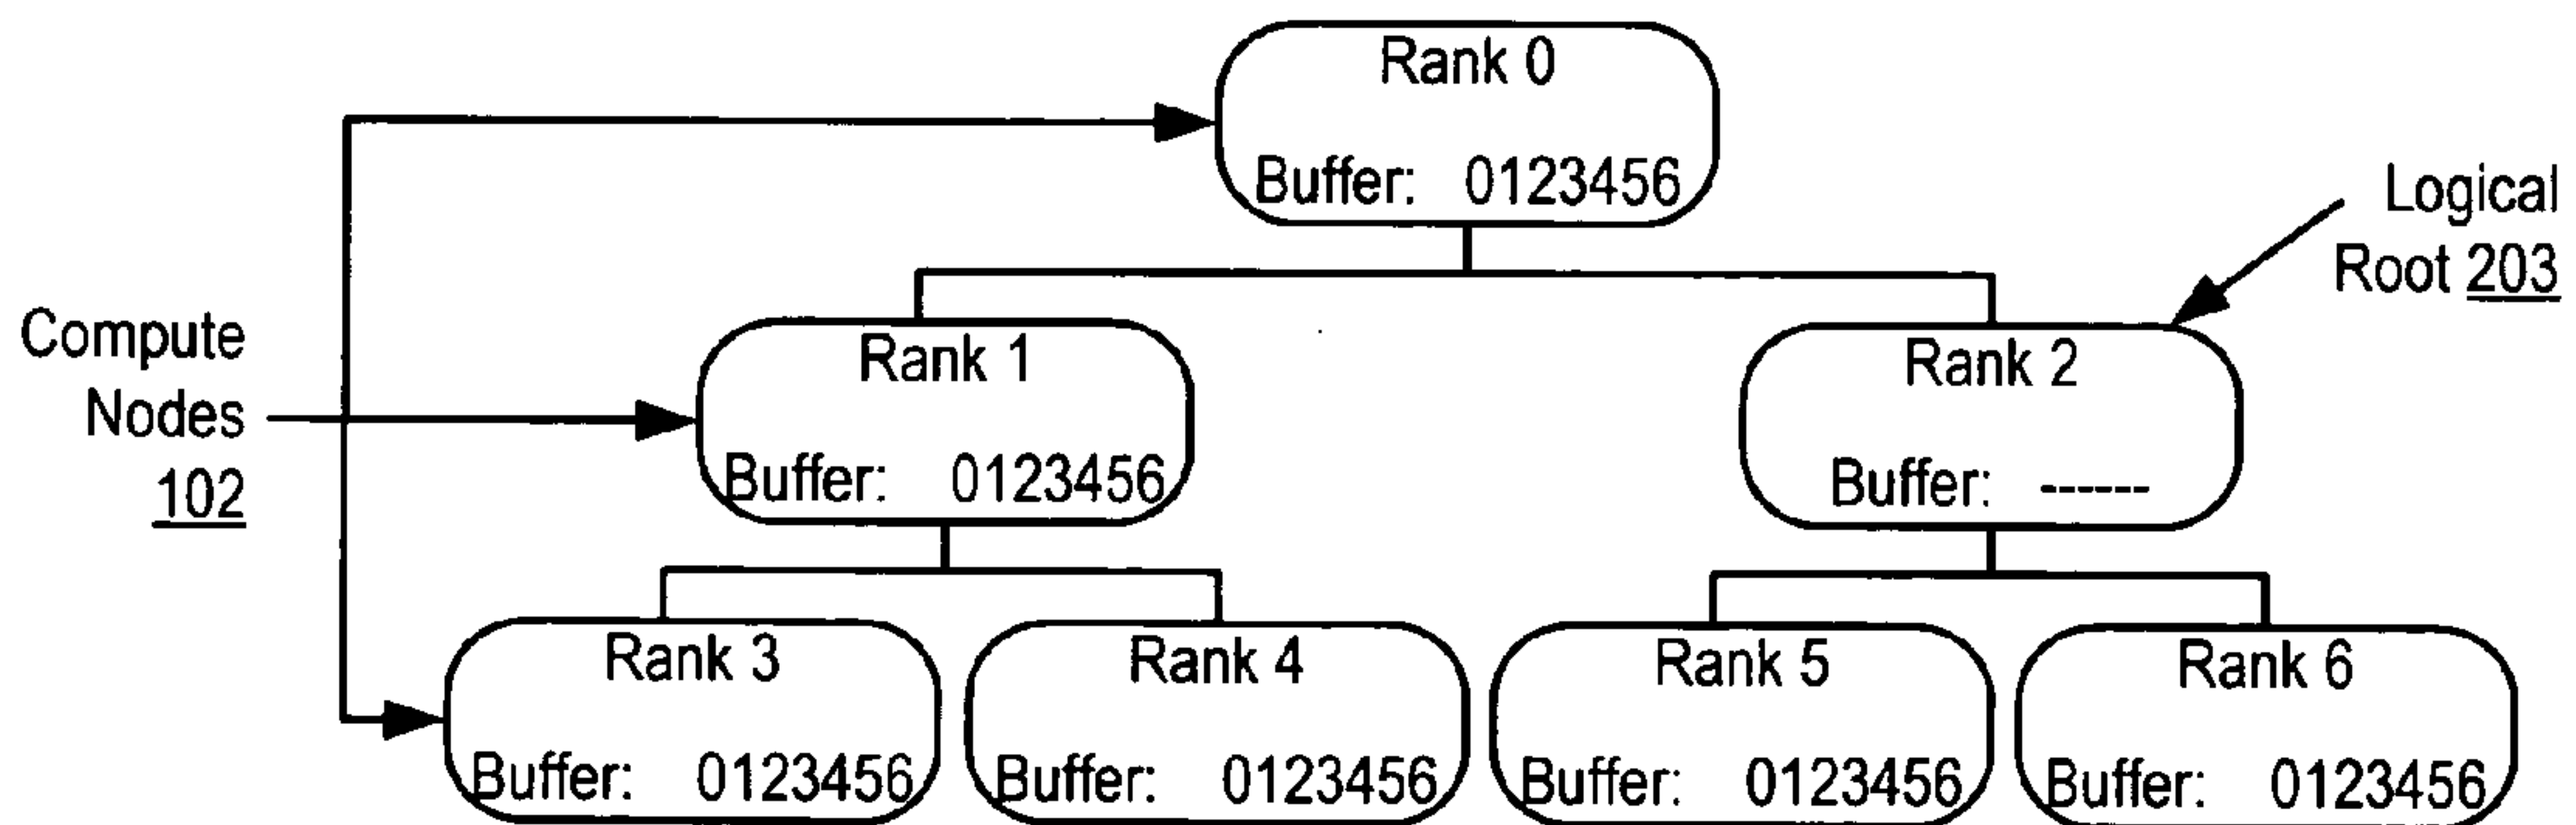 Rank 0
Buffer: 0123456
Logical
Root 203
Compute
Nodes
102
Rank 1
Buffer: 0123456
Rank 2
Buffer: ------
Rank 3
Buffer: 0123456
Rank 4
Buffer: 0123456
Rank 5
Buffer: 0123456
Rank 6
Buffer: 0123456